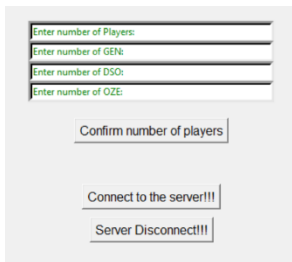 Enter number of Players:
Enter number of GEN:
Enter number of DSO:
Enter number of OZE:
Confirm number of players
Connect to the server!!!
Server Disconnect!!!